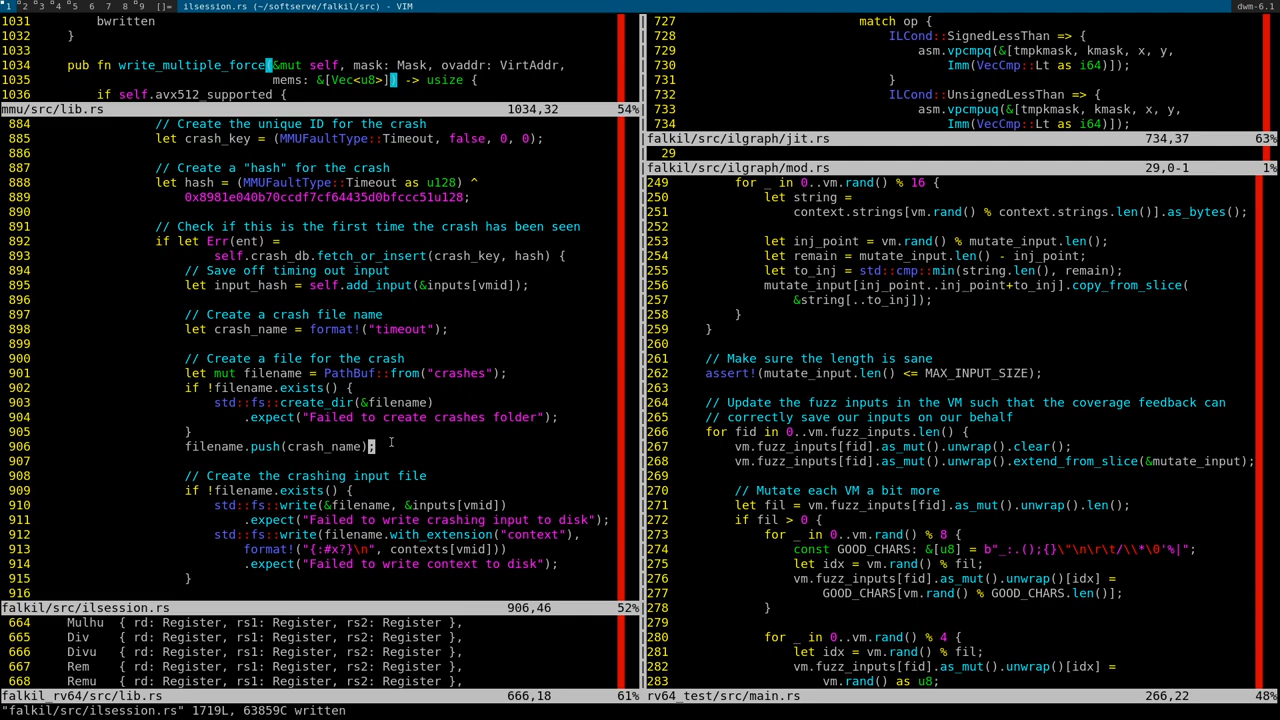 1 2 3 4 5 6 7 8 9 []= ilsession.rs (~/softserve/falkil/src) - VIM dwm-6.1
1031         bwritten
1032     }
1033
1034     pub fn write_multiple_force(&mut self, mask: Mask, ovaddr: VirtAddr,
1035                                 mems: &[Vec<u8>]) -> usize {
1036         if self.avx512_supported {
mmu/src/lib.rs 1034,32 54%
884                 // Create the unique ID for the crash
885                 let crash_key = (MMUFaultType::Timeout, false, 0, 0);
886
887                 // Create a "hash" for the crash
888                 let hash = (MMUFaultType::Timeout as u128) ^
889                     0x8981e040b70ccdf7cf64435d0bfccc51u128;
890
891                 // Check if this is the first time the crash has been seen
892                 if let Err(ent) =
893                         self.crash_db.fetch_or_insert(crash_key, hash) {
894                     // Save off timing out input
895                     let input_hash = self.add_input(&inputs[vmid]);
896
897                     // Create a crash file name
898                     let crash_name = format!("timeout");
899
900                     // Create a file for the crash
901                     let mut filename = PathBuf::from("crashes");
902                     if !filename.exists() {
903                         std::fs::create_dir(&filename)
904                             .expect("Failed to create crashes folder");
905                     }
906                     filename.push(crash_name);
907
908                     // Create the crashing input file
909                     if !filename.exists() {
910                         std::fs::write(&filename, &inputs[vmid])
911                             .expect("Failed to write crashing input to disk");
912                         std::fs::write(filename.with_extension("context"),
913                             format!("{:#x?}\n", contexts[vmid]))
914                             .expect("Failed to write context to disk");
915                     }
916
falkil/src/ilsession.rs 906,46 52%
664     Mulhu  { rd: Register, rs1: Register, rs2: Register },
665     Div    { rd: Register, rs1: Register, rs2: Register },
666     Divu   { rd: Register, rs1: Register, rs2: Register },
667     Rem    { rd: Register, rs1: Register, rs2: Register },
668     Remu   { rd: Register, rs1: Register, rs2: Register },
falkil_rv64/src/lib.rs 666,18 61%
727                         match op {
728                             ILCond::SignedLessThan => {
729                                 asm.vpcmpq(&[tmpkmask, kmask, x, y,
730                                     Imm(VecCmp::Lt as i64)]);
731                             }
732                             ILCond::UnsignedLessThan => {
733                                 asm.vpcmpuq(&[tmpkmask, kmask, x, y,
734                                     Imm(VecCmp::Lt as i64)]);
falkil/src/ilgraph/jit.rs 734,37 63%
29
falkil/src/ilgraph/mod.rs 29,0-1 1%
249         for _ in 0..vm.rand() % 16 {
250             let string =
251                 context.strings[vm.rand() % context.strings.len()].as_bytes();
252
253             let inj_point = vm.rand() % mutate_input.len();
254             let remain = mutate_input.len() - inj_point;
255             let to_inj = std::cmp::min(string.len(), remain);
256             mutate_input[inj_point..inj_point+to_inj].copy_from_slice(
257                 &string[..to_inj]);
258         }
259     }
260
261     // Make sure the length is sane
262     assert!(mutate_input.len() <= MAX_INPUT_SIZE);
263
264     // Update the fuzz inputs in the VM such that the coverage feedback can
265     // correctly save our inputs on our behalf
266     for fid in 0..vm.fuzz_inputs.len() {
267         vm.fuzz_inputs[fid].as_mut().unwrap().clear();
268         vm.fuzz_inputs[fid].as_mut().unwrap().extend_from_slice(&mutate_input);
269
270         // Mutate each VM a bit more
271         let fil = vm.fuzz_inputs[fid].as_mut().unwrap().len();
272         if fil > 0 {
273             for _ in 0..vm.rand() % 8 {
274                 const GOOD_CHARS: &[u8] = b"_:.();{}\"\n\r\t/\\*\0'%|";
275                 let idx = vm.rand() % fil;
276                 vm.fuzz_inputs[fid].as_mut().unwrap()[idx] =
277                     GOOD_CHARS[vm.rand() % GOOD_CHARS.len()];
278             }
279
280             for _ in 0..vm.rand() % 4 {
281                 let idx = vm.rand() % fil;
282                 vm.fuzz_inputs[fid].as_mut().unwrap()[idx] =
283                     vm.rand() as u8;
rv64_test/src/main.rs 266,22 48%
"falkil/src/ilsession.rs" 1719L, 63859C written